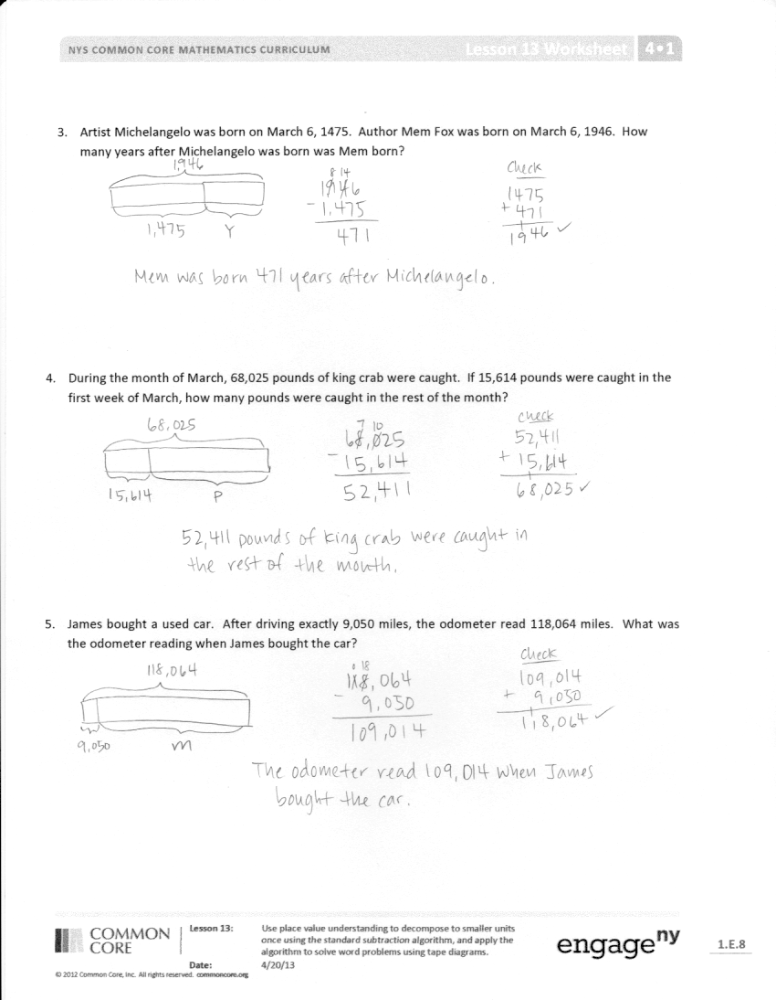 NYS COMMON CORE MATHEMATICS CURRICULUM Lesson 13 Worksheet 4•1
3. Artist Michelangelo was born on March 6, 1475. Author Mem Fox was born on March 6, 1946. How
many years after Michelangelo was born was Mem born?
1,946
1,475 Y
8 14
1946
- 1,475
471
Check
1475
+ 471
1946 ✓
Mem was born 471 years after Michelangelo.
4. During the month of March, 68,025 pounds of king crab were caught. If 15,614 pounds were caught in the
first week of March, how many pounds were caught in the rest of the month?
68,025
15,614 P
7 10
68,025
- 15,614
52,411
check
52,411
+ 15,614
68,025 ✓
52,411 pounds of king crab were caught in
the rest of the month.
5. James bought a used car. After driving exactly 9,050 miles, the odometer read 118,064 miles. What was
the odometer reading when James bought the car?
118,064
9,050 m
0 18
118,064
- 9,050
109,014
Check
109,014
+ 9,050
118,064 ✓
The odometer read 109,014 when James
bought the car.
COMMON CORE
Lesson 13: Use place value understanding to decompose to smaller units
once using the standard subtraction algorithm, and apply the
algorithm to solve word problems using tape diagrams.
Date: 4/20/13
© 2012 Common Core, Inc. All rights reserved. commoncore.org
engageny
1.E.8